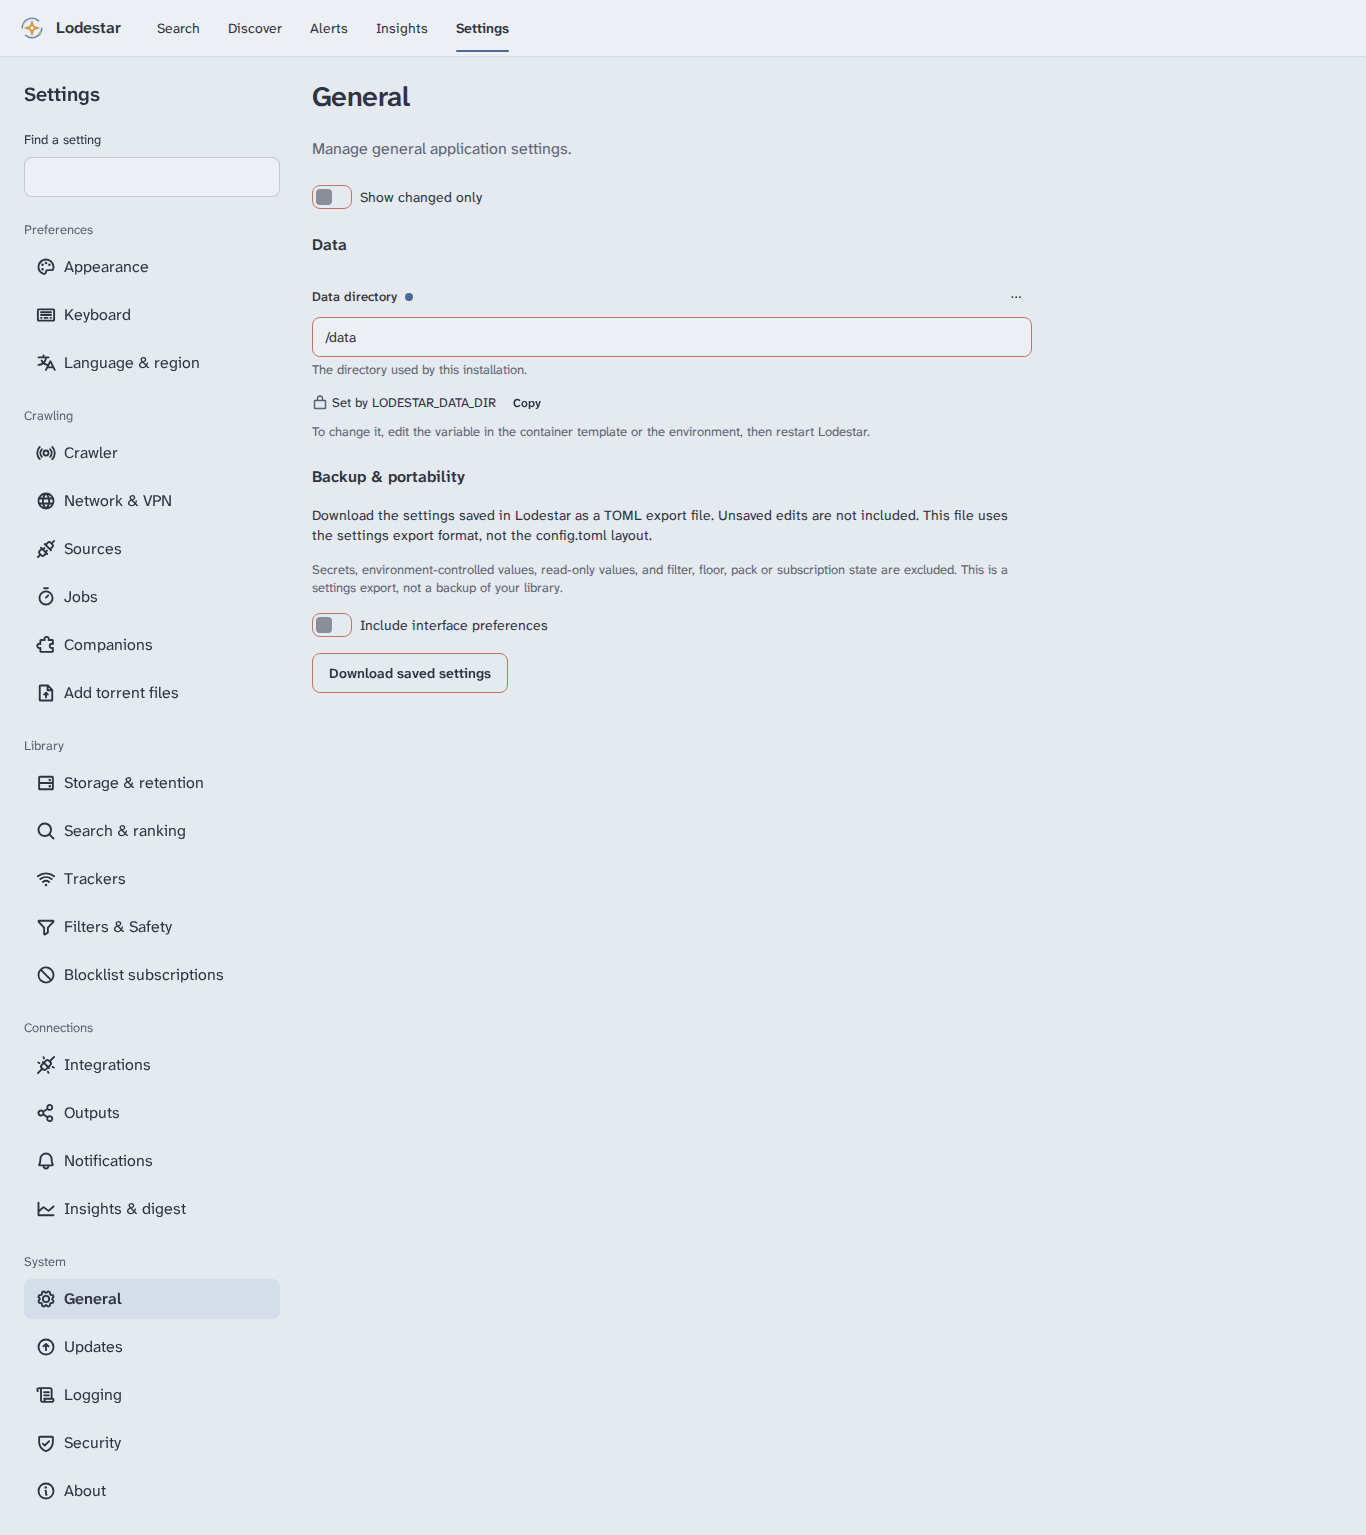 Lodestar
Search
Discover
Alerts
Insights
Settings
Settings
Find a setting
Preferences
Appearance
Keyboard
Language & region
Crawling
Crawler
Network & VPN
Sources
Jobs
Companions
Add torrent files
Library
Storage & retention
Search & ranking
Trackers
Filters & Safety
Blocklist subscriptions
Connections
Integrations
Outputs
Notifications
Insights & digest
System
General
Updates
Logging
Security
About
General
Manage general application settings.
Show changed only
Data
Data directory
...
/data
The directory used by this installation.
Set by LODESTAR_DATA_DIR Copy
To change it, edit the variable in the container template or the environment, then restart Lodestar.
Backup & portability
Download the settings saved in Lodestar as a TOML export file. Unsaved edits are not included. This file uses
the settings export format, not the config.toml layout.
Secrets, environment-controlled values, read-only values, and filter, floor, pack or subscription state are excluded. This is a
settings export, not a backup of your library.
Include interface preferences
Download saved settings